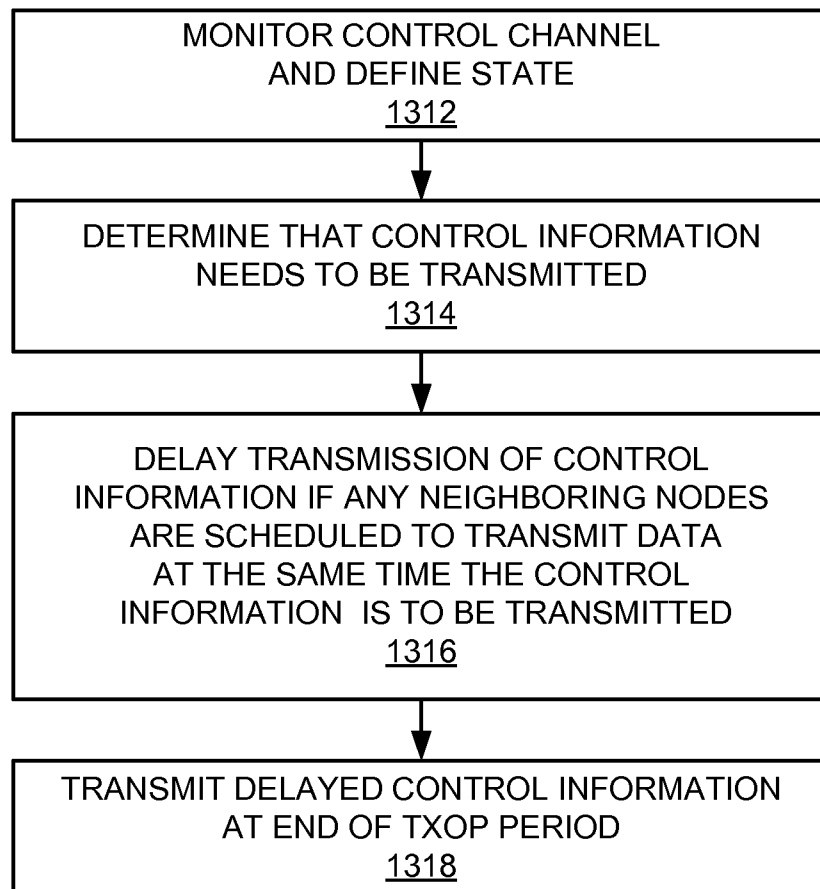 MONITOR CONTROL CHANNEL
AND DEFINE STATE
1312
DETERMINE THAT CONTROL INFORMATION
NEEDS TO BE TRANSMITTED
1314
DELAY TRANSMISSION OF CONTROL
INFORMATION IF ANY NEIGHBORING NODES
ARE SCHEDULED TO TRANSMIT DATA
AT THE SAME TIME THE CONTROL
INFORMATION IS TO BE TRANSMITTED
1316
TRANSMIT DELAYED CONTROL INFORMATION
AT END OF TXOP PERIOD
1318